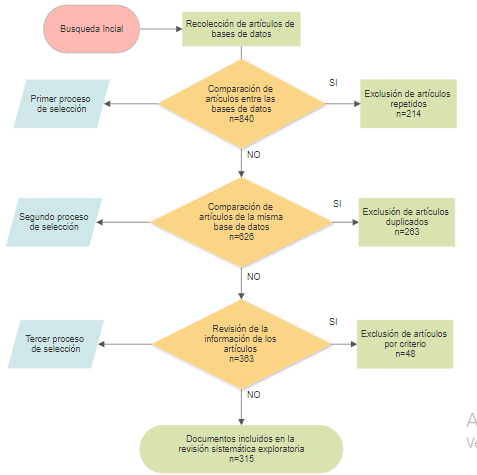 Busqueda Incial
Recolección de artículos de
bases de datos
Comparación de
artículos entre las
bases de datos
n=840
SI
Exclusión de artículos
repetidos
n=214
Primer proceso
de selección
NO
Comparación de
artículos de la misma
base de datos
n=626
SI
Exclusión de artículos
duplicados
n=263
Segundo proceso
de selección
NO
Revisión de la
información de los
artículos
n=363
SI
Exclusión de artículos
por criterio
n=48
Tercer proceso
de selección
NO
Documentos incluidos en la
revisión sistemática exploratoria
n=315
A
Ve